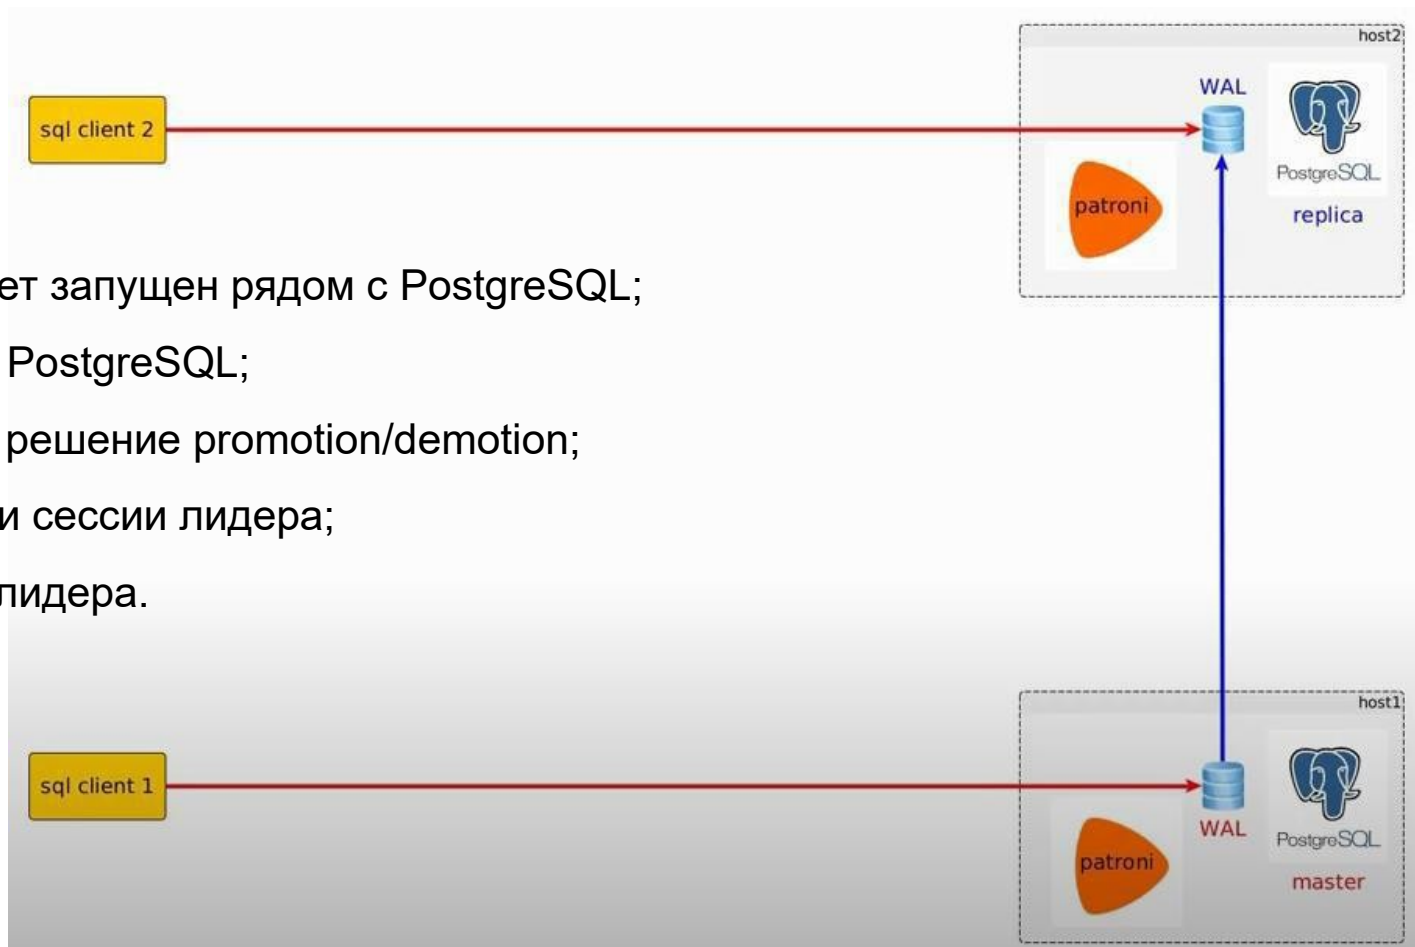 host2
WAL
sql client 2
PostgreSQL
patroni
replica
запущен рядом с PostgreSQL;
PostgreSQL;
решение promotion/demotion;
и сессии лидера;
лидера.
host1
sql client 1
WAL
PostgreSQL
patroni
master